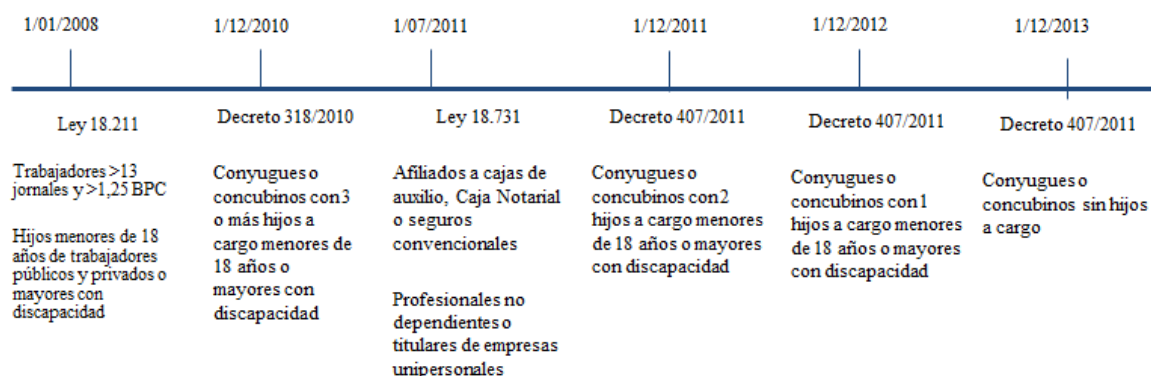 1/01/2008
1/12/2010
1/07/2011
1/12/2011
1/12/2012
1/12/2013
Ley 18.211
Decreto 318/2010
Ley 18.731
Decreto 407/2011
Decreto 407/2011
Decreto 407/2011
Trabajadores >13
jornales y >1,25 BPC
Hijos menores de 18
años de trabajadores
públicos y privados o
mayores con
discapacidad
Conyugues o
concubinos con 3
o más hijos a
cargo menores de
18 años o
mayores con
discapacidad
Afiliados a cajas de
auxilio, Caja Notarial
o seguros
convencionales
Profesionales no
dependientes o
titulares de empresas
unipersonales
Conyugues o
concubinos con 2
hijos a cargo menores
de 18 años o mayores
con discapacidad
Conyugues o
concubinos con 1
hijos a cargo menores
de 18 años o mayores
con discapacidad
Conyugues o
concubinos sin hijos
a cargo